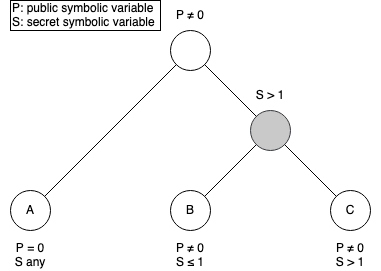 P: public symbolic variable
S: secret symbolic variable
P ≠ 0
S > 1
A
B
C
P = 0
S any
P ≠ 0
S ≤ 1
P ≠ 0
S > 1